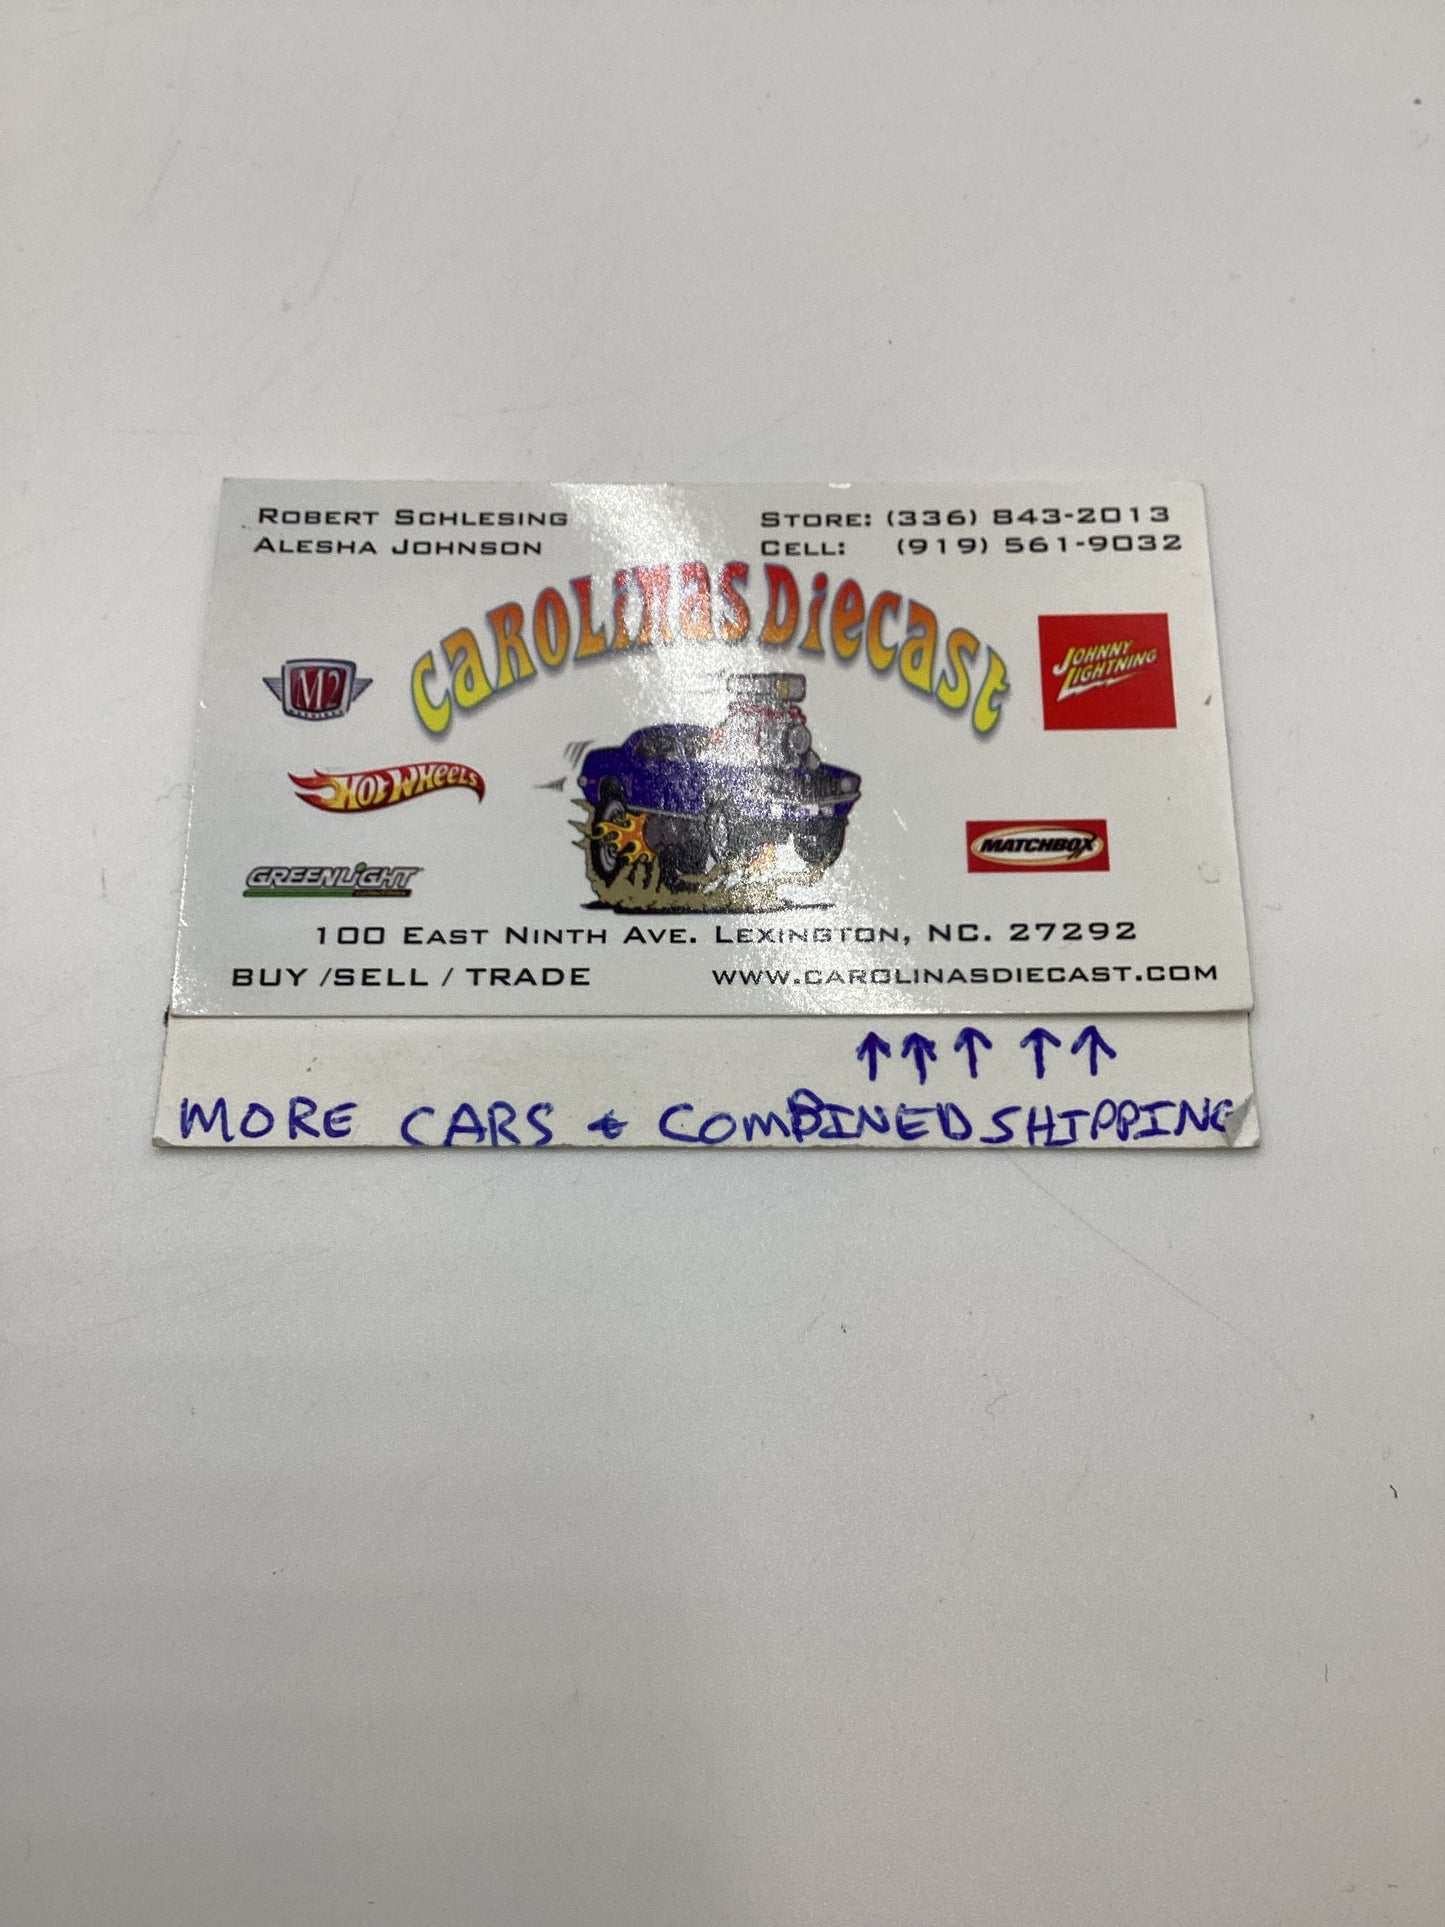 ROBERT SCHLESING
ALESHA JOHNSON
STORE: (336) 843-2013
CELL: (919) 561-9032
CAROLINAS DIECAST
M2
JOHNNY
LIGHTNING
HOT WHEELS
MATCHBOX
GREENLIGHT
100 EAST NINTH AVE. LEXINGTON, NC. 27292
BUY /SELL / TRADE
WWW.CAROLINASDIECAST.COM
↑↑↑ ↑↑
MORE CARS & COMBINED SHIPPING